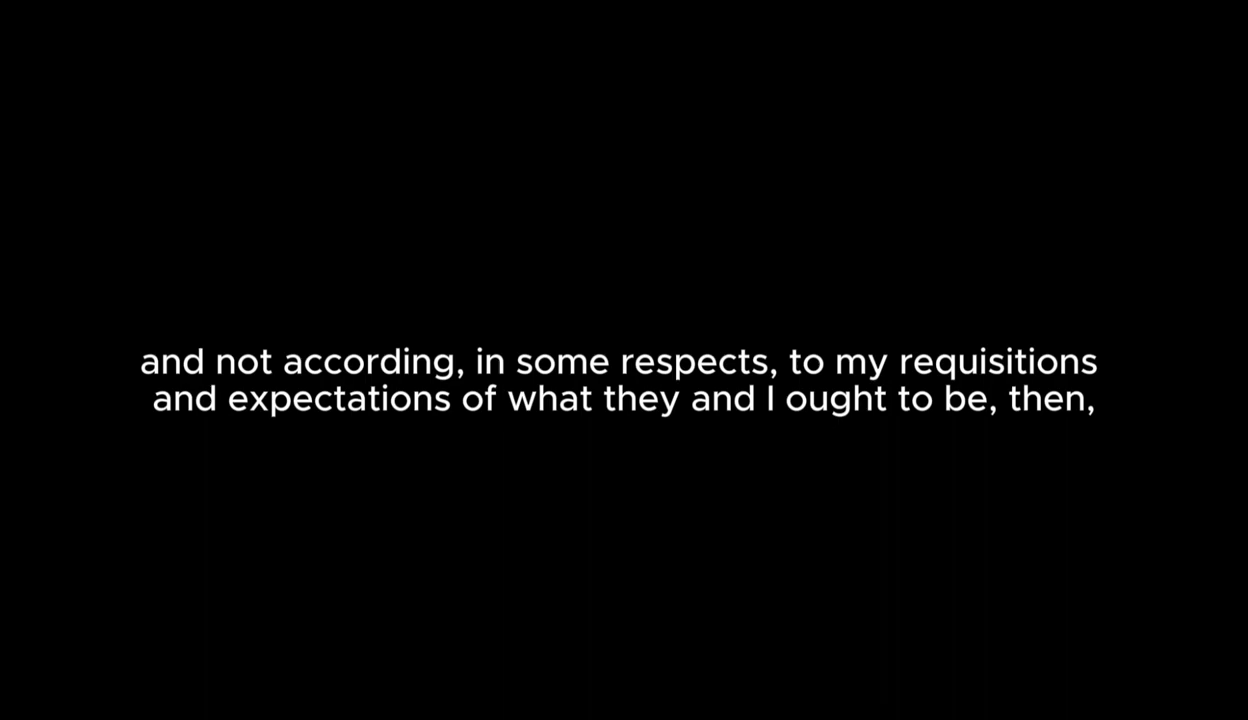 and not according, in some respects, to my requisitions
and expectations of what they and I ought to be, then,